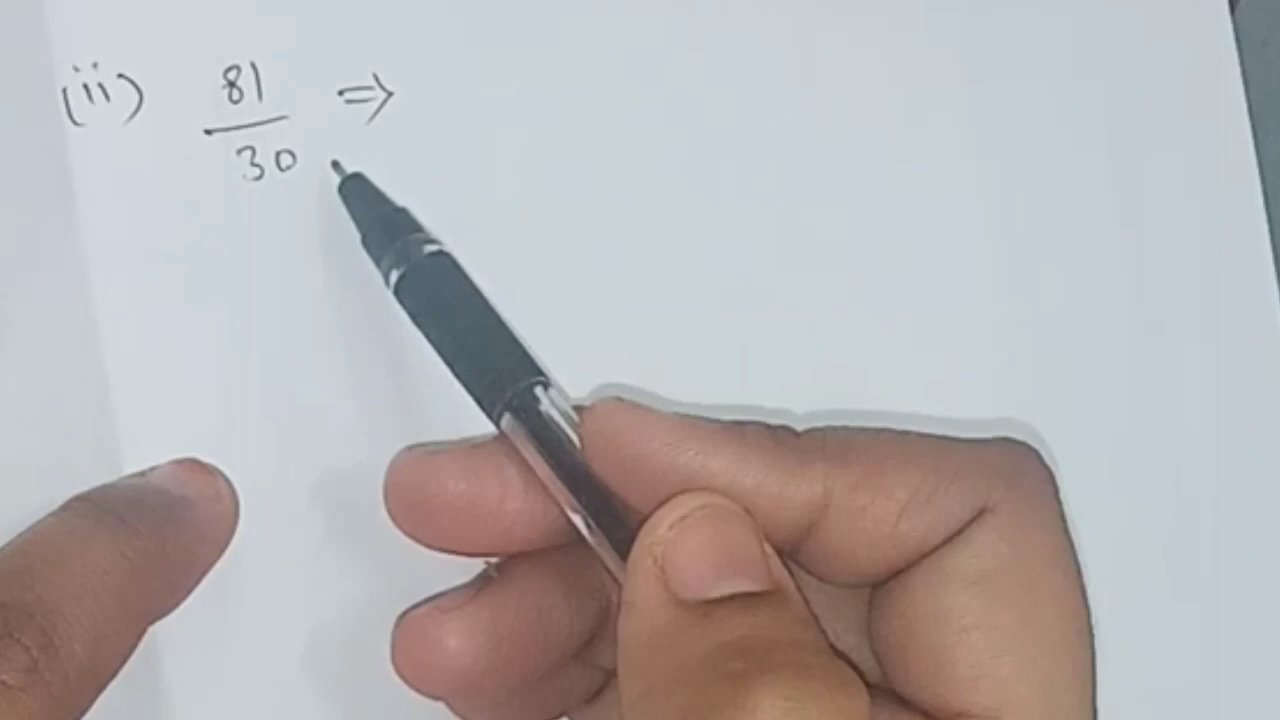 (ii) 81/30 ⇒